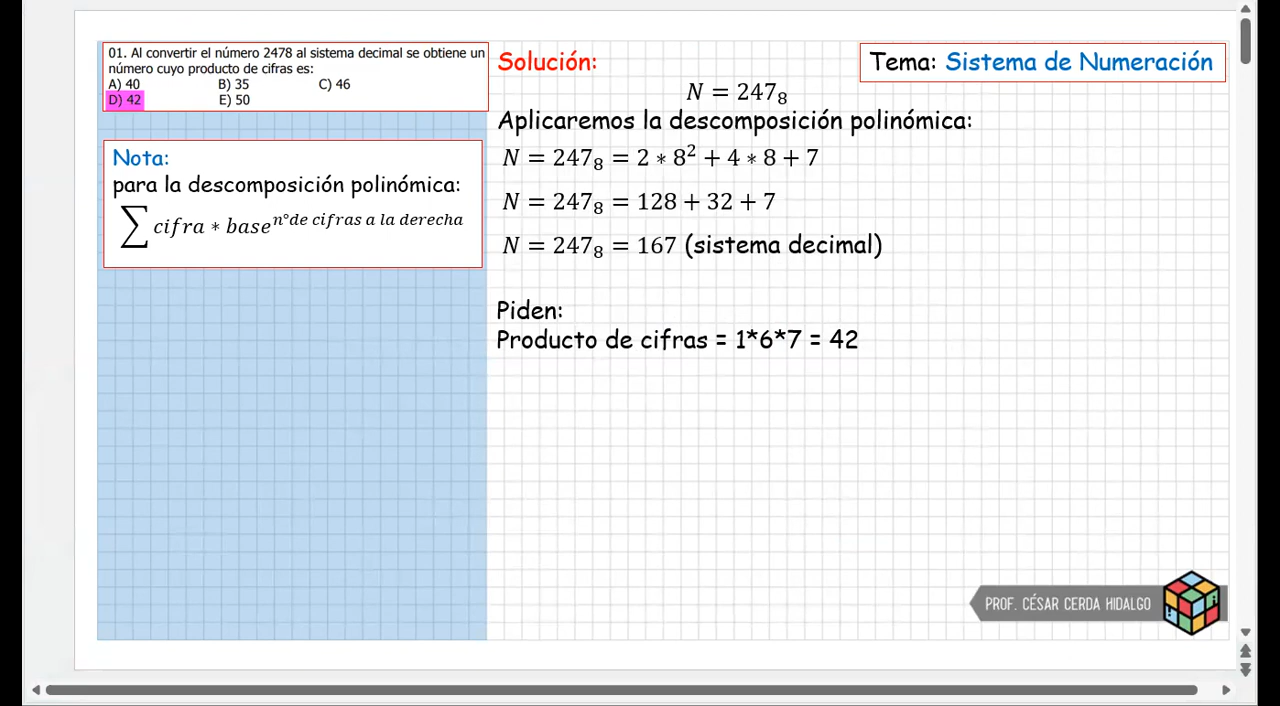 01. Al convertir el número 2478 al sistema decimal se obtiene un
número cuyo producto de cifras es:
A) 40 B) 35 C) 46
D) 42 E) 50
Nota:
para la descomposición polinómica:
∑ cifra * base^{n°de cifras a la derecha}
Solución:
Tema: Sistema de Numeración
N = 247₈
Aplicaremos la descomposición polinómica:
N = 247₈ = 2 * 8² + 4 * 8 + 7
N = 247₈ = 128 + 32 + 7
N = 247₈ = 167 (sistema decimal)
Piden:
Producto de cifras = 1*6*7 = 42
PROF. CÉSAR CERDA HIDALGO